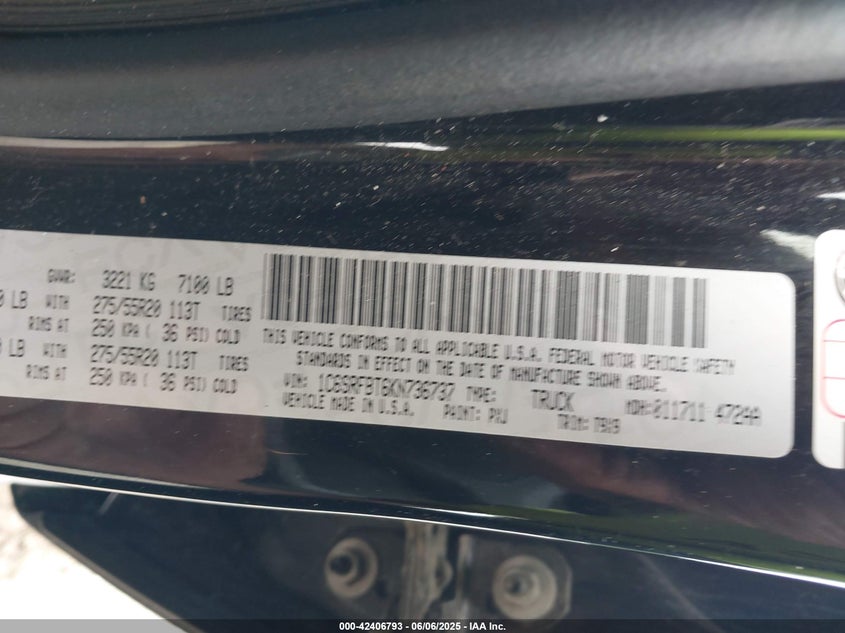 GVWR: 3221 KG 7100 LB
LB WITH 275/55R20 113T TIRES
RIMS AT 250 KPA ( 36 PSI) COLD
LB WITH 275/55R20 113T TIRES
RIMS AT 250 KPA ( 36 PSI) COLD
THIS VEHICLE CONFORMS TO ALL APPLICABLE U.S.A. FEDERAL MOTOR VEHICLE SAFETY
STANDARDS IN EFFECT ON THE DATE OF MANUFACTURE SHOWN ABOVE.
VIN: 1C6SRFBT6KN736737 TYPE: TRUCK MDH: 011711 472AA
VEHICLE MADE IN U.S.A. PAINT: PXJ TRIM:
000-42406793 - 06/06/2025 - IAA Inc.